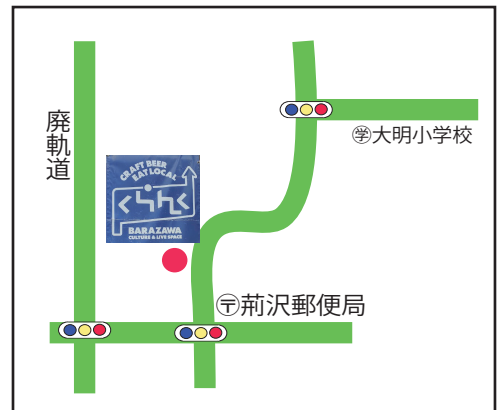 廃軌道
㊫大明小学校
CRAFT BEER
EAT LOCAL
くらんく
BARAZAWA
CULTURE & LIVE SPACE
〶荊沢郵便局